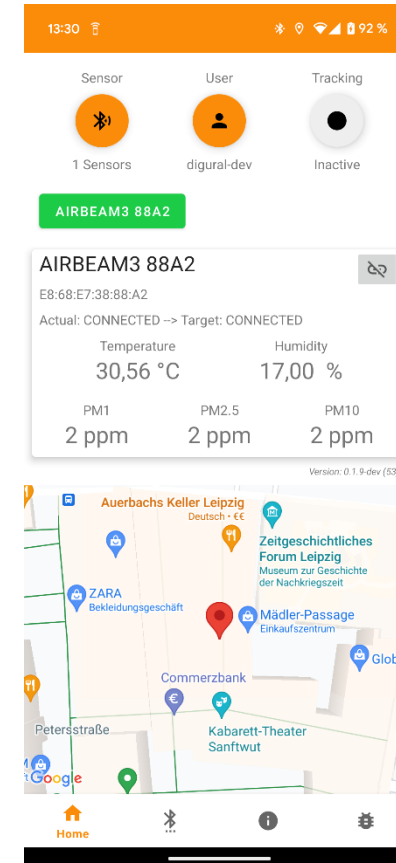 13:30 92 %
Sensor User Tracking
1 Sensors digural-dev Inactive
AIRBEAM3 88A2
AIRBEAM3 88A2
E8:68:E7:38:88:A2
Actual: CONNECTED --> Target: CONNECTED
Temperature Humidity
30,56 °C 17,00 %
PM1 PM2.5 PM10
2 ppm 2 ppm 2 ppm
Version: 0.1.9-dev (53
Auerbachs Keller Leipzig
Deutsch • €€
Zeitgeschichtliches
Forum Leipzig
Museum zur Geschichte
der Nachkriegszeit
ZARA
Bekleidungsgeschäft
Mädler-Passage
Einkaufszentrum
Glob
Commerzbank
Petersstraße
Kabarett-Theater
Sanftwut
Google
Home